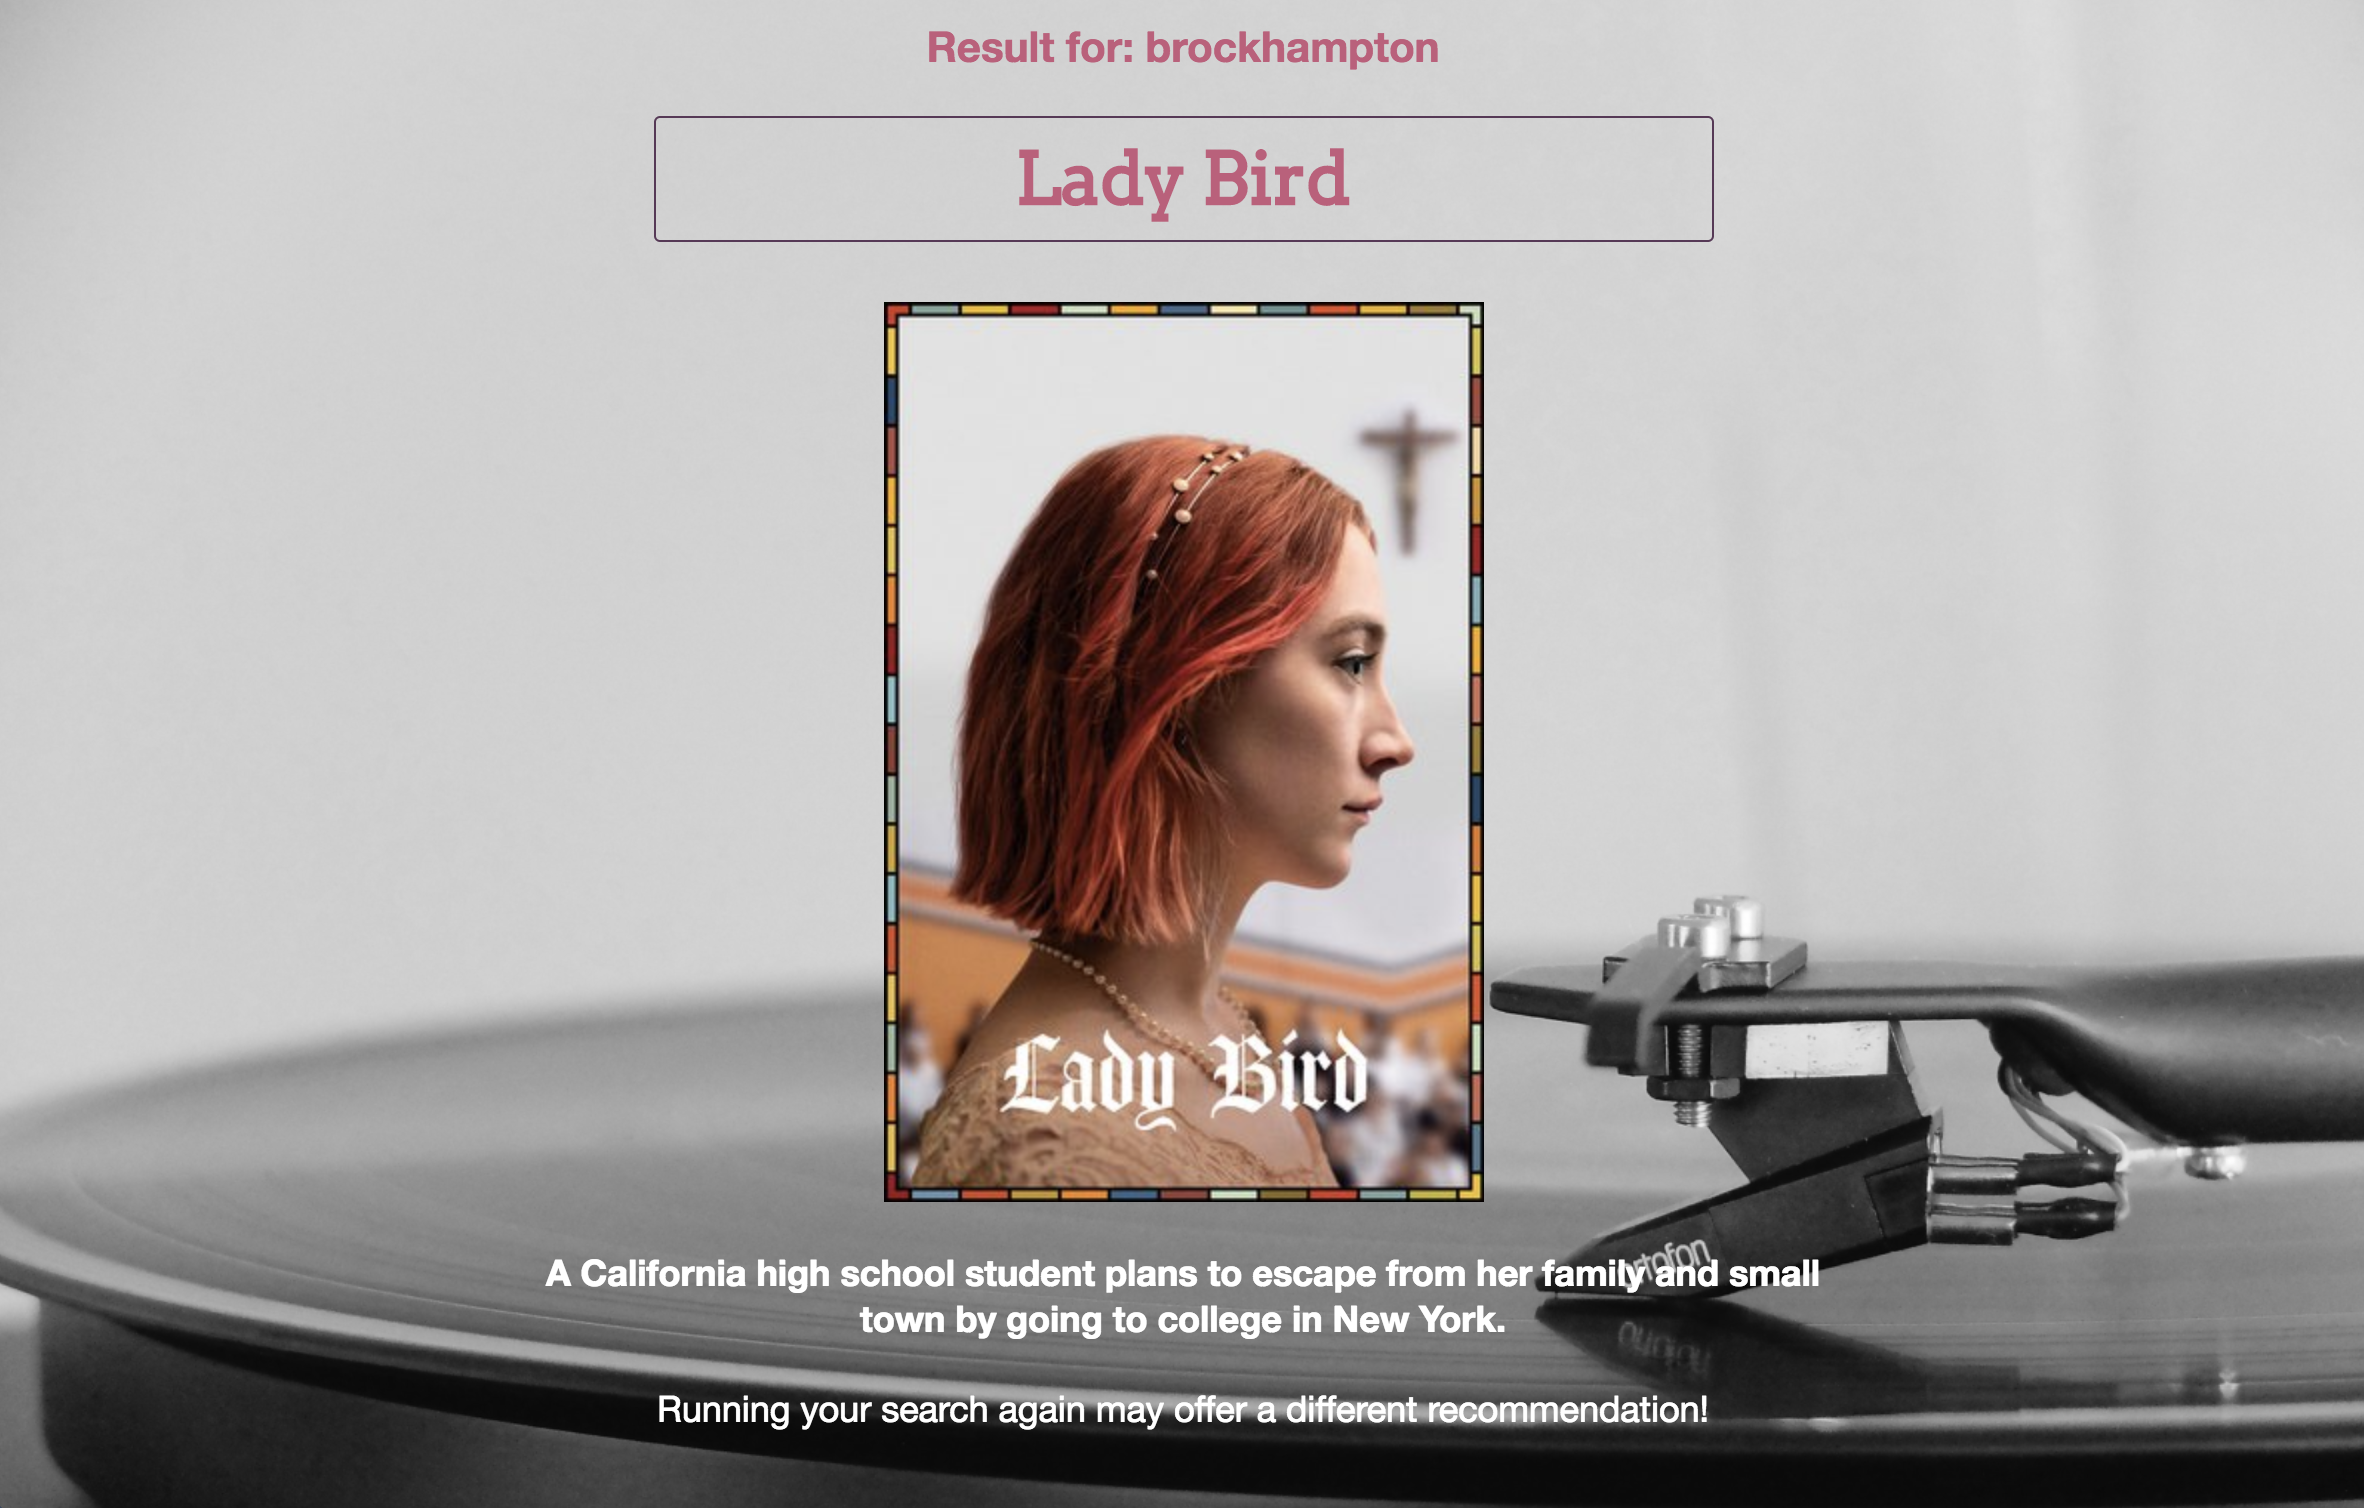 Result for: brockhampton
Lady Bird
Lady Bird
A California high school student plans to escape from her family and small
town by going to college in New York.
ortofon
Running your search again may offer a different recommendation!